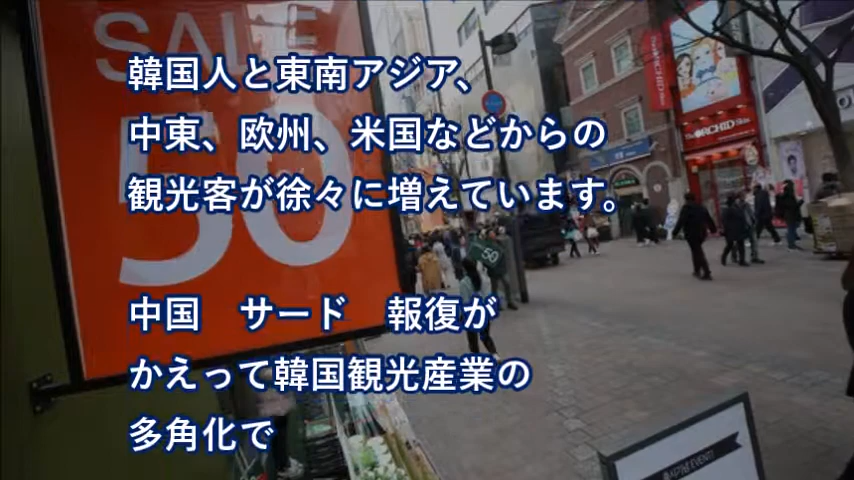 SALE
50
韓国人と東南アジア、
中東、欧州、米国などからの
観光客が徐々に増えています。
中国　サード　報復が
かえって韓国観光産業の
多角化で
The ORCHID Skin
50